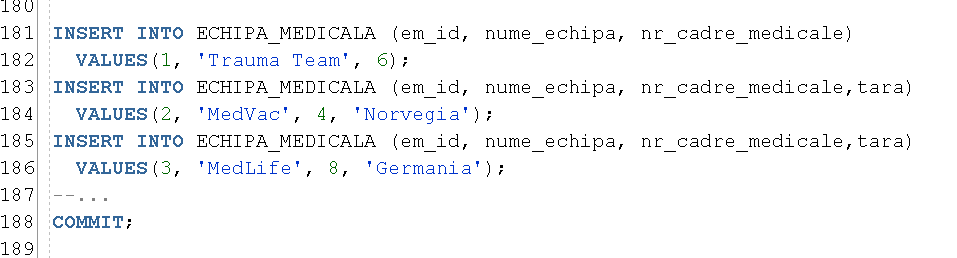 180
181 INSERT INTO ECHIPA_MEDICALA (em_id, nume_echipa, nr_cadre_medicale)
182 VALUES(1, 'Trauma Team', 6);
183 INSERT INTO ECHIPA_MEDICALA (em_id, nume_echipa, nr_cadre_medicale,tara)
184 VALUES(2, 'MedVac', 4, 'Norvegia');
185 INSERT INTO ECHIPA_MEDICALA (em_id, nume_echipa, nr_cadre_medicale,tara)
186 VALUES(3, 'MedLife', 8, 'Germania');
187 --...
188 COMMIT;
189